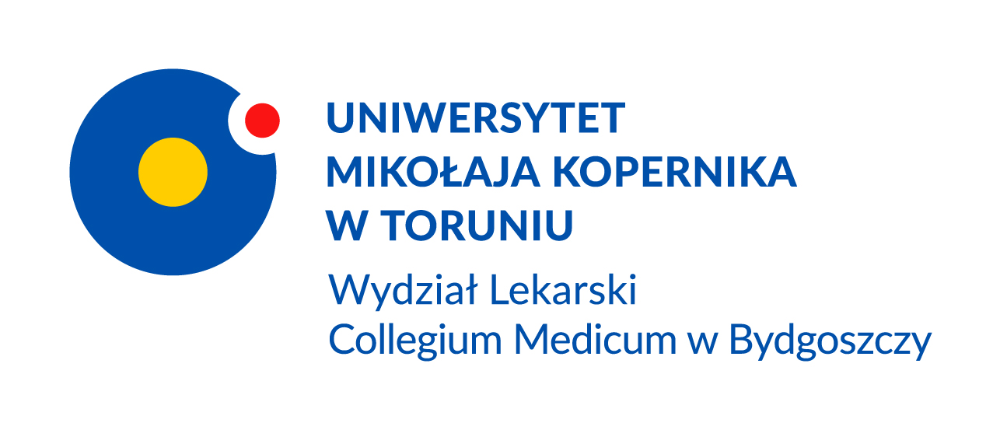 UNIWERSYTET
MIKOŁAJA KOPERNIKA
W TORUNIU
Wydział Lekarski
Collegium Medicum w Bydgoszczy